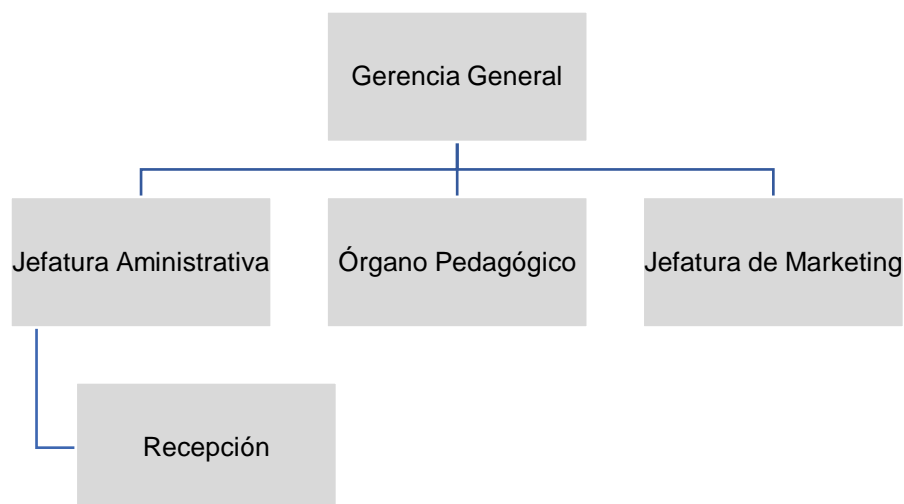 Gerencia General
Jefatura Aministrativa
Órgano Pedagógico
Jefatura de Marketing
Recepción